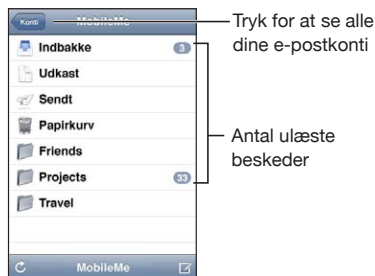 Konti MobileMe
Indbakke 3
Udkast
Sendt
Papirkurv
Friends
Projects 33
Travel
MobileMe
Tryk for at se alle
dine e-postkonti
Antal ulæste
beskeder